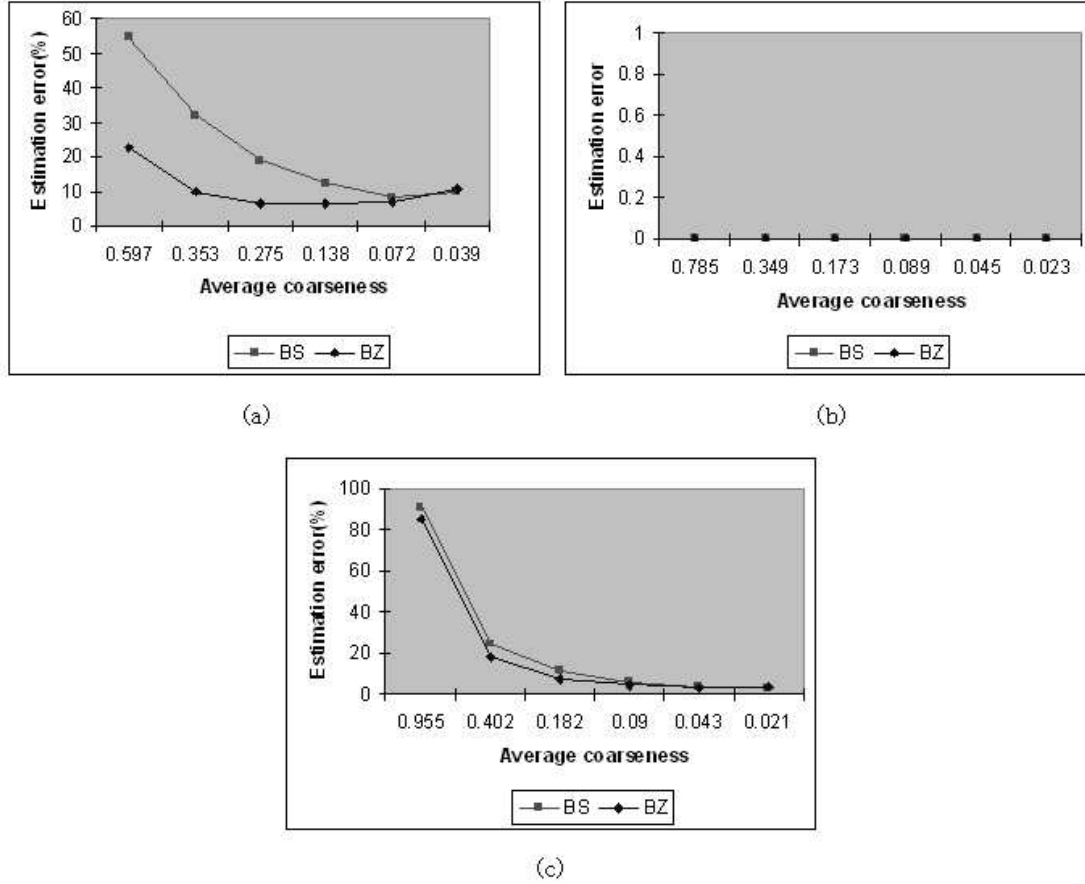 Estimation error(%)
60
50
40
30
20
10
0
0.597 0.353 0.275 0.138 0.072 0.039
Average coarseness
BS BZ
(a)
Estimation error
1
0.8
0.6
0.4
0.2
0
0.785 0.349 0.173 0.089 0.045 0.023
Average coarseness
BS BZ
(b)
Estimation error(%)
100
80
60
40
20
0
0.955 0.402 0.182 0.09 0.043 0.021
Average coarseness
BS BZ
(c)